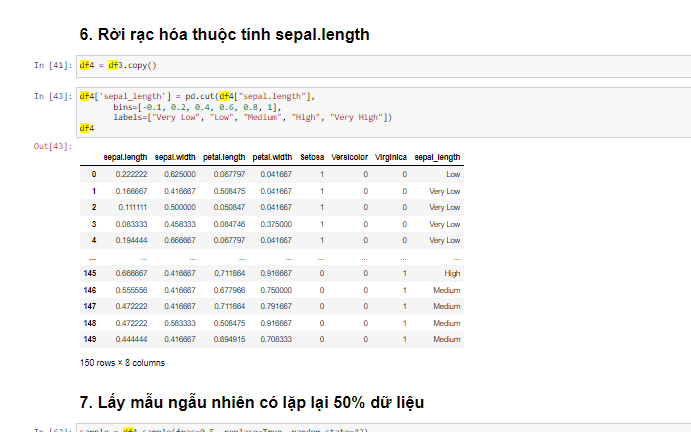 6. Rời rạc hóa thuộc tính sepal.length
In [41]: df4 = df3.copy()
In [43]: df4['sepal_length'] = pd.cut(df4["sepal.length"],
bins=[-0.1, 0.2, 0.4, 0.6, 0.8, 1],
labels=["Very Low", "Low", "Medium", "High", "Very High"])
df4
Out[43]:
sepal.length sepal.width petal.length petal.width Setosa Versicolor Virginica sepal_length
0 0.222222 0.625000 0.067797 0.041667 1 0 0 Low
1 0.166667 0.416667 0.508475 0.041667 1 0 0 Very Low
2 0.111111 0.500000 0.050847 0.041667 1 0 0 Very Low
3 0.083333 0.458333 0.084746 0.375000 1 0 0 Very Low
4 0.194444 0.666667 0.067797 0.041667 1 0 0 Very Low
... ... ... ... ... ... ... ... ...
145 0.666667 0.416667 0.711864 0.916667 0 0 1 High
146 0.555556 0.416667 0.677966 0.750000 0 0 1 Medium
147 0.472222 0.416667 0.711864 0.791667 0 0 1 Medium
148 0.472222 0.583333 0.508475 0.916667 0 0 1 Medium
149 0.444444 0.416667 0.694915 0.708333 0 0 1 Medium
150 rows × 8 columns
7. Lấy mẫu ngẫu nhiên có lặp lại 50% dữ liệu
sample = df4.sample(frac=0.5, replace=True, random_state=42)